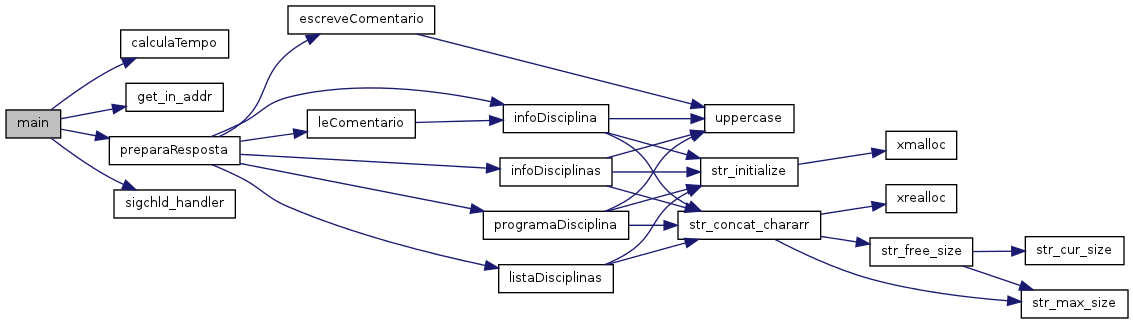 main
calculaTempo
get_in_addr
preparaResposta
sigchld_handler
escreveComentario
leComentario
infoDisciplina
infoDisciplinas
programaDisciplina
listaDisciplinas
uppercase
str_initialize
str_concat_chararr
xmalloc
xrealloc
str_free_size
str_cur_size
str_max_size